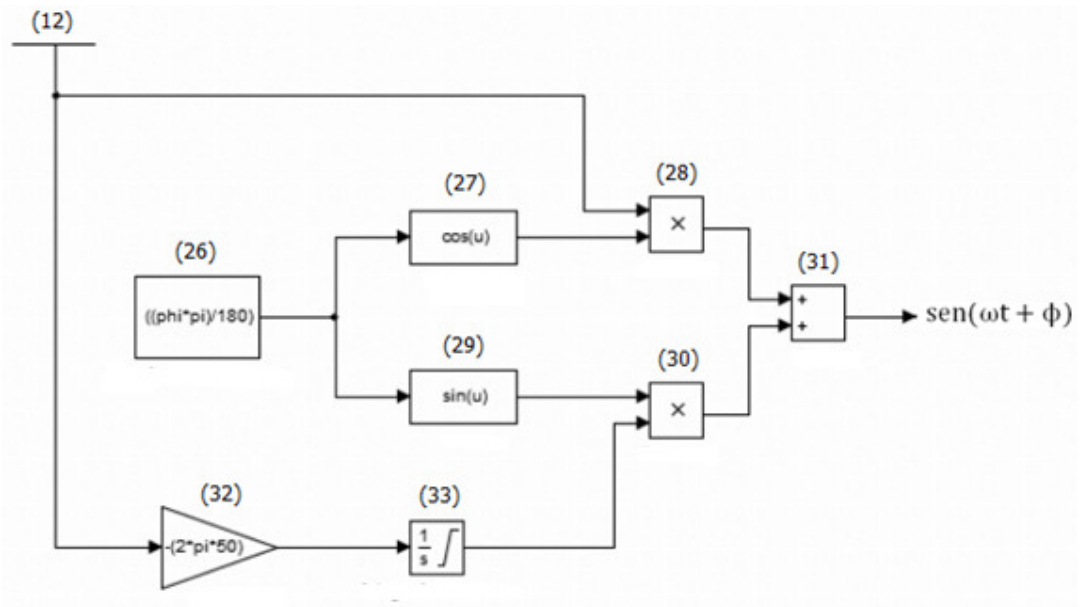 (12)
(27)
cos(u)
(28)
×
(26)
((phi*pi)/180)
(31)
+
+
sen(ωt + ϕ)
(29)
sin(u)
(30)
×
(32)
-(2*pi*50)
(33)
1
s